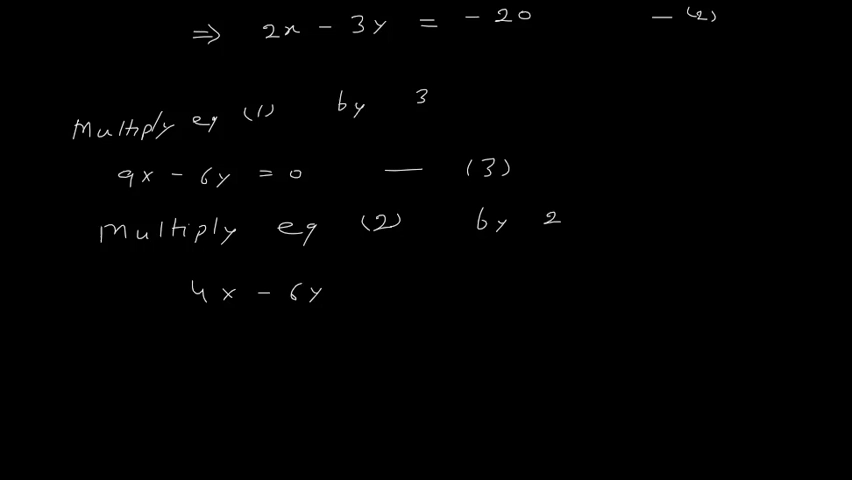 ⇒ 2x - 3y = - 20 — (2)
Multiply eq (1) by 3
9x - 6y = 0 — (3)
Multiply eq (2) by 2
4x - 6y